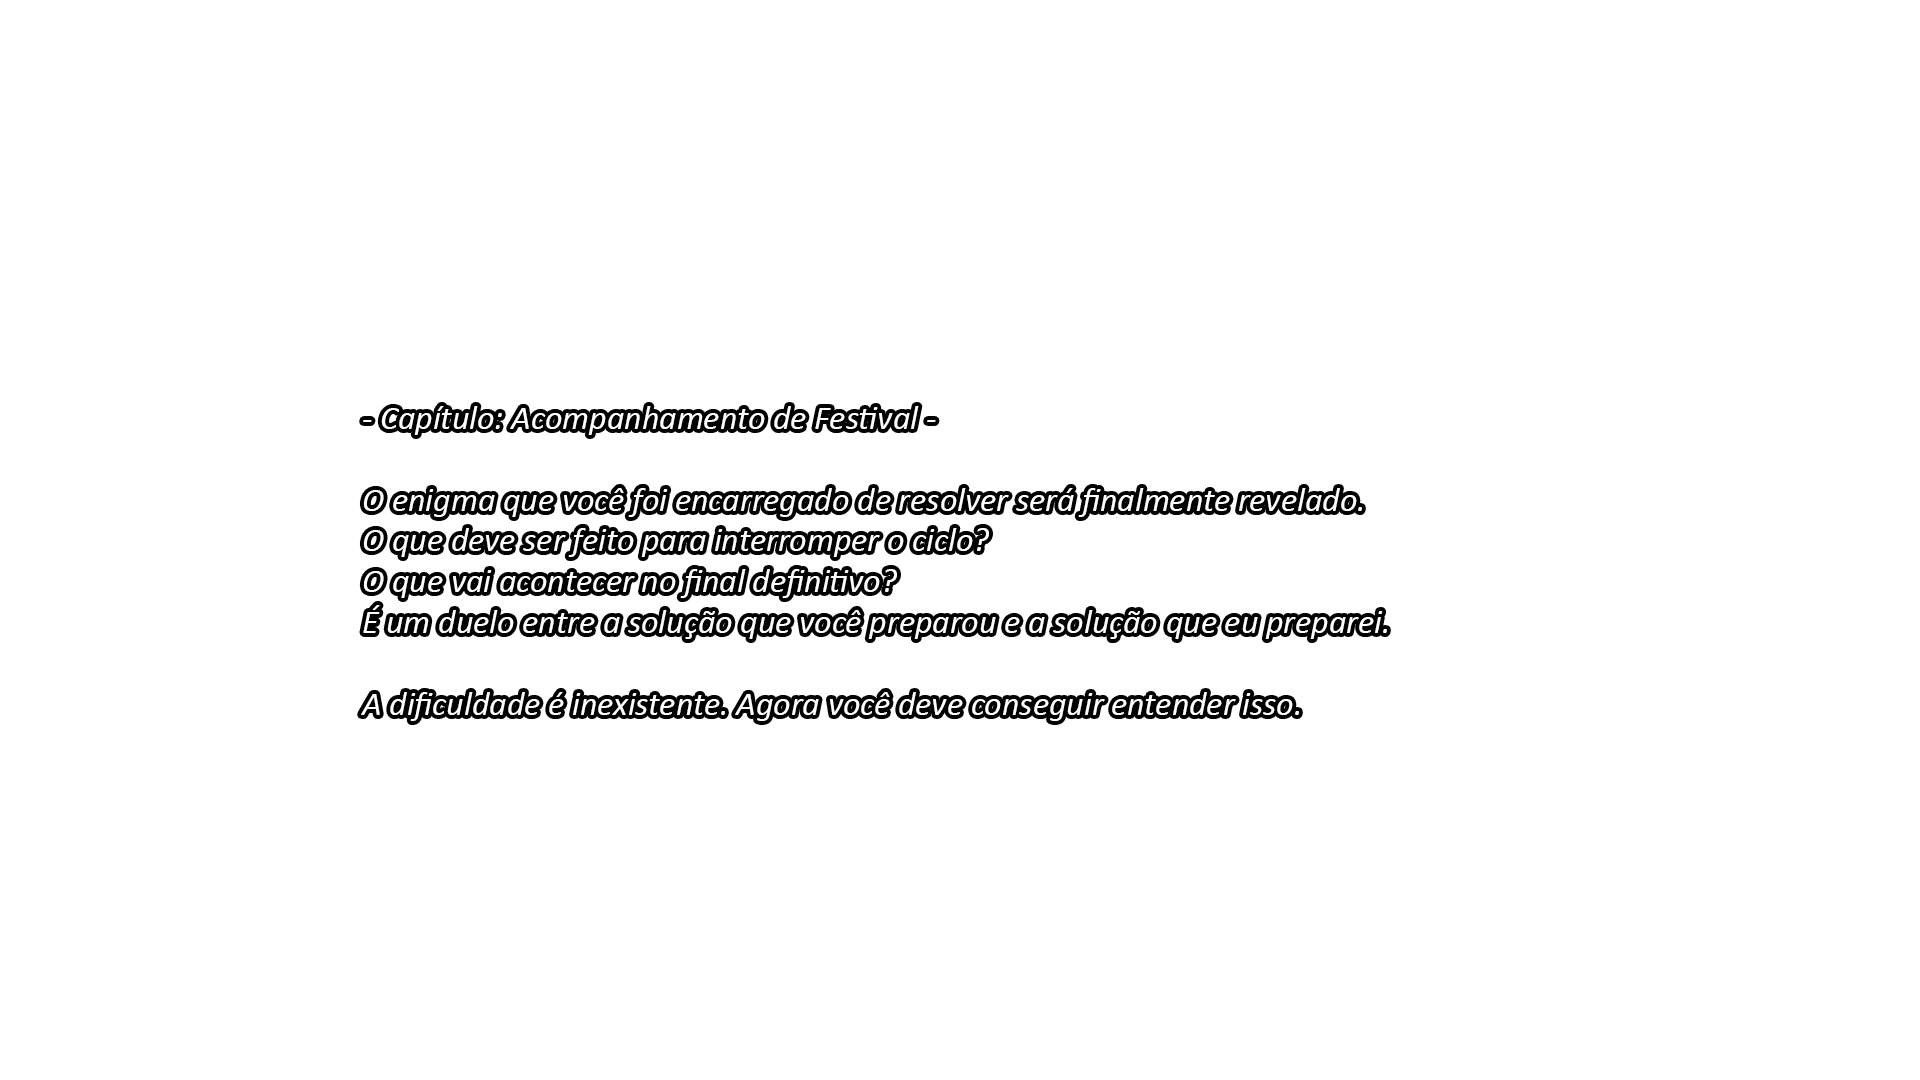 - Capítulo: Acompanhamento de Festival -
O enigma que você foi encarregado de resolver será finalmente revelado.
O que deve ser feito para interromper o ciclo?
O que vai acontecer no final definitivo?
É um duelo entre a solução que você preparou e a solução que eu preparei.
A dificuldade é inexistente. Agora você deve conseguir entender isso.